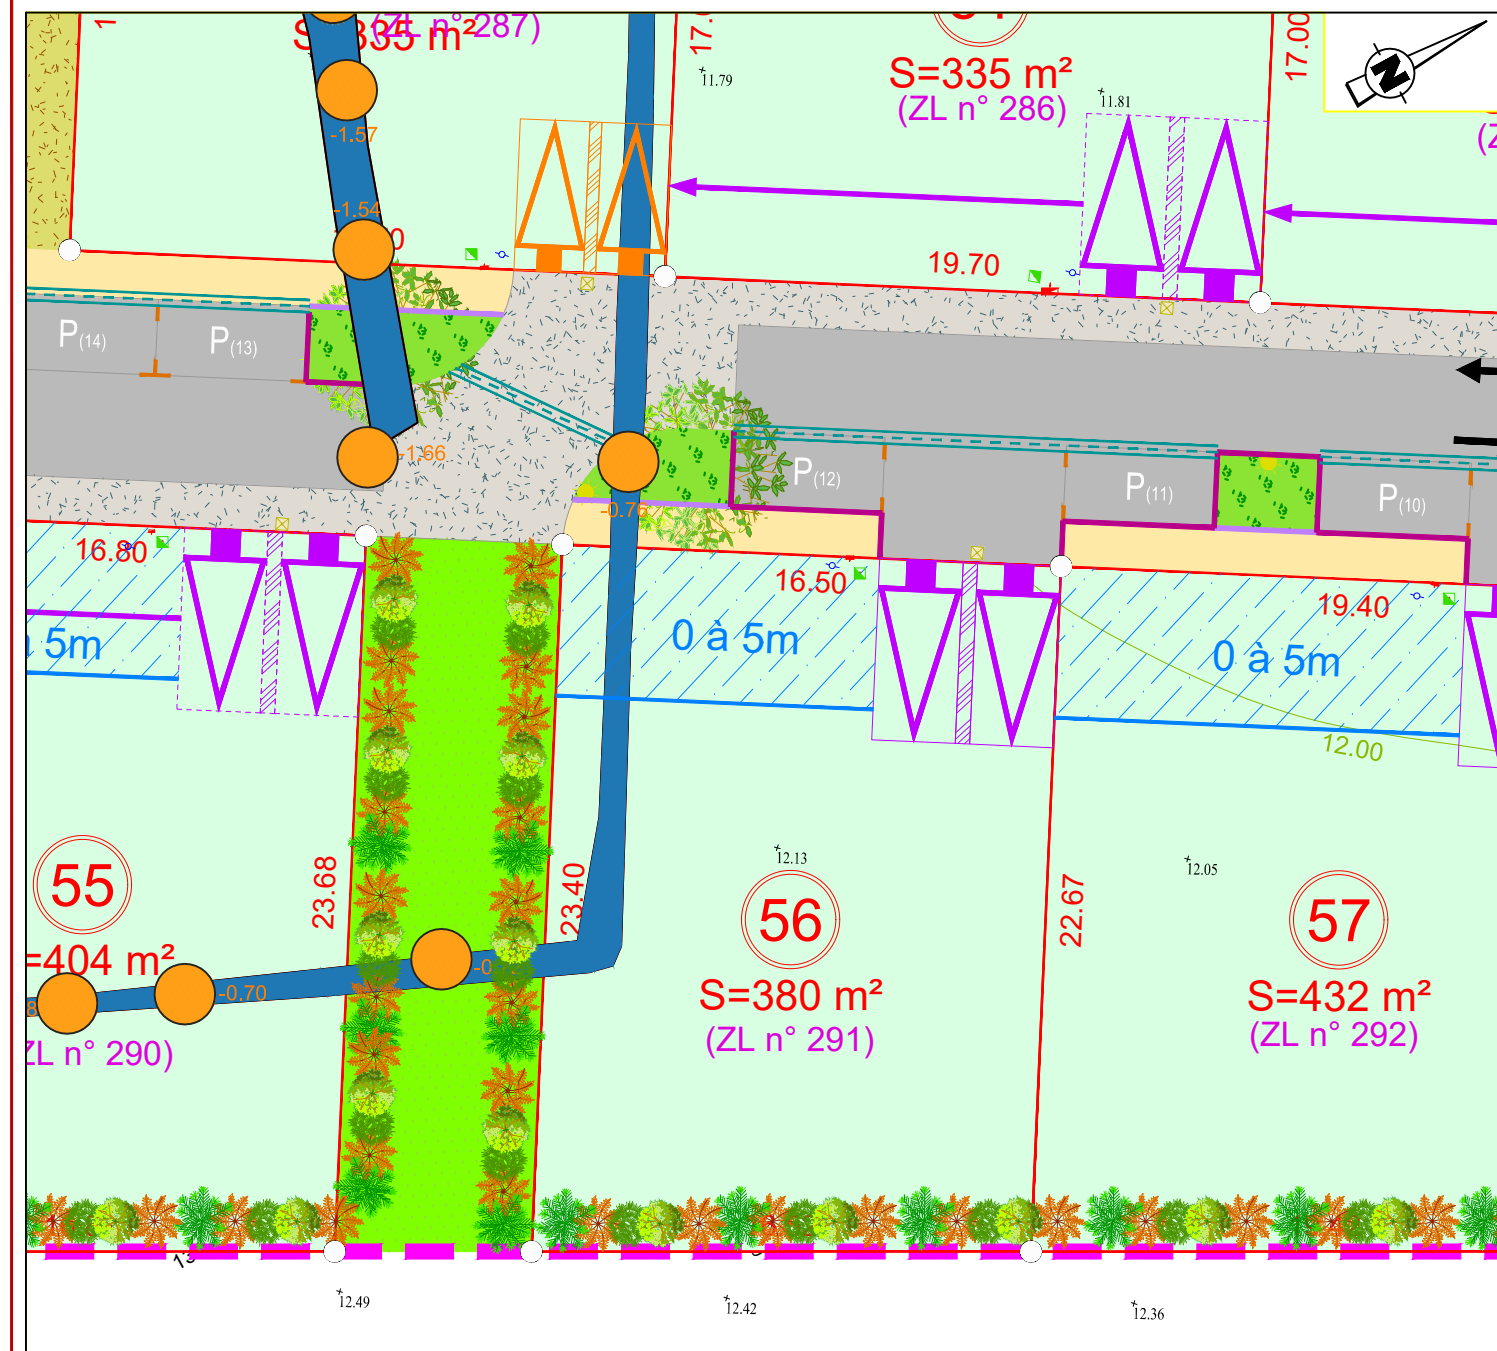 (ZL n° 287)
S=335 m²
17.00
11.79
S=335 m²
(ZL n° 286)
11.81
N
-1.57
-1.54
19.70
P(14)
P(13)
-1.66
P(12)
P(11)
P(10)
-0.76
16.80
16.50
19.40
5m
0 à 5m
0 à 5m
12.00
12.13
12.05
55
23.68
23.40
56
22.67
57
=404 m²
-0.70
S=380 m²
S=432 m²
ZL n° 290)
(ZL n° 291)
(ZL n° 292)
12.49
12.42
12.36